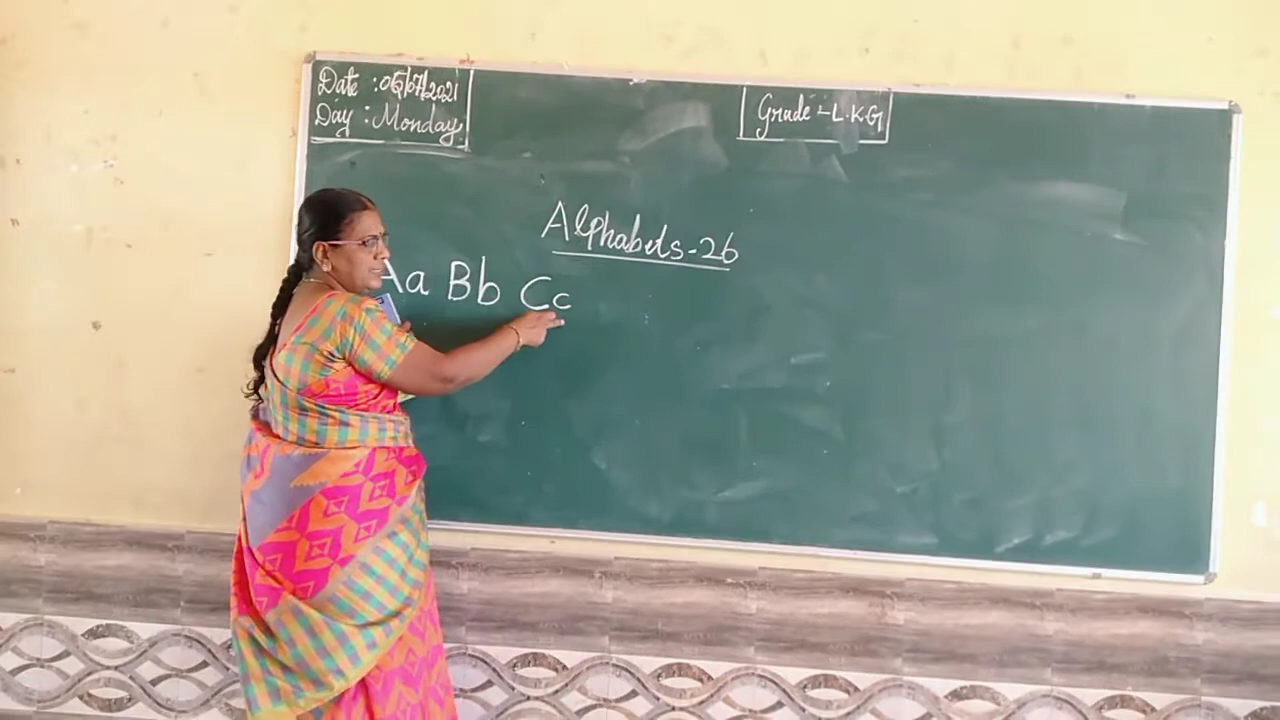 Date :05/07/2021
Day : Monday
Grade :- L.K.G
Alphabets-26
Aa Bb Cc